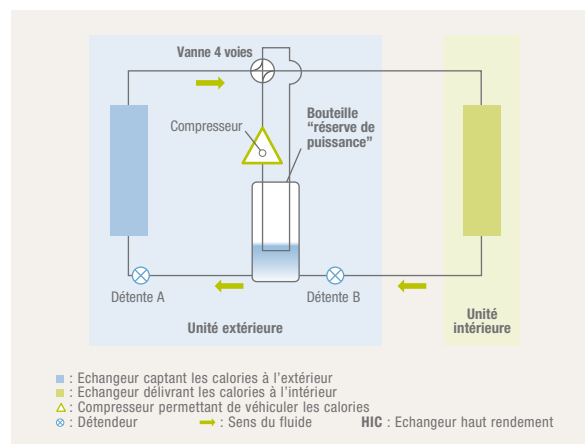 Vanne 4 voies
Compresseur
Bouteille
“réserve de
puissance”
Détente A
Détente B
Unité extérieure
Unité
intérieure
: Echangeur captant les calories à l’extérieur
: Echangeur délivrant les calories à l’intérieur
: Compresseur permettant de véhiculer les calories
: Détendeur : Sens du fluide HIC : Echangeur haut rendement